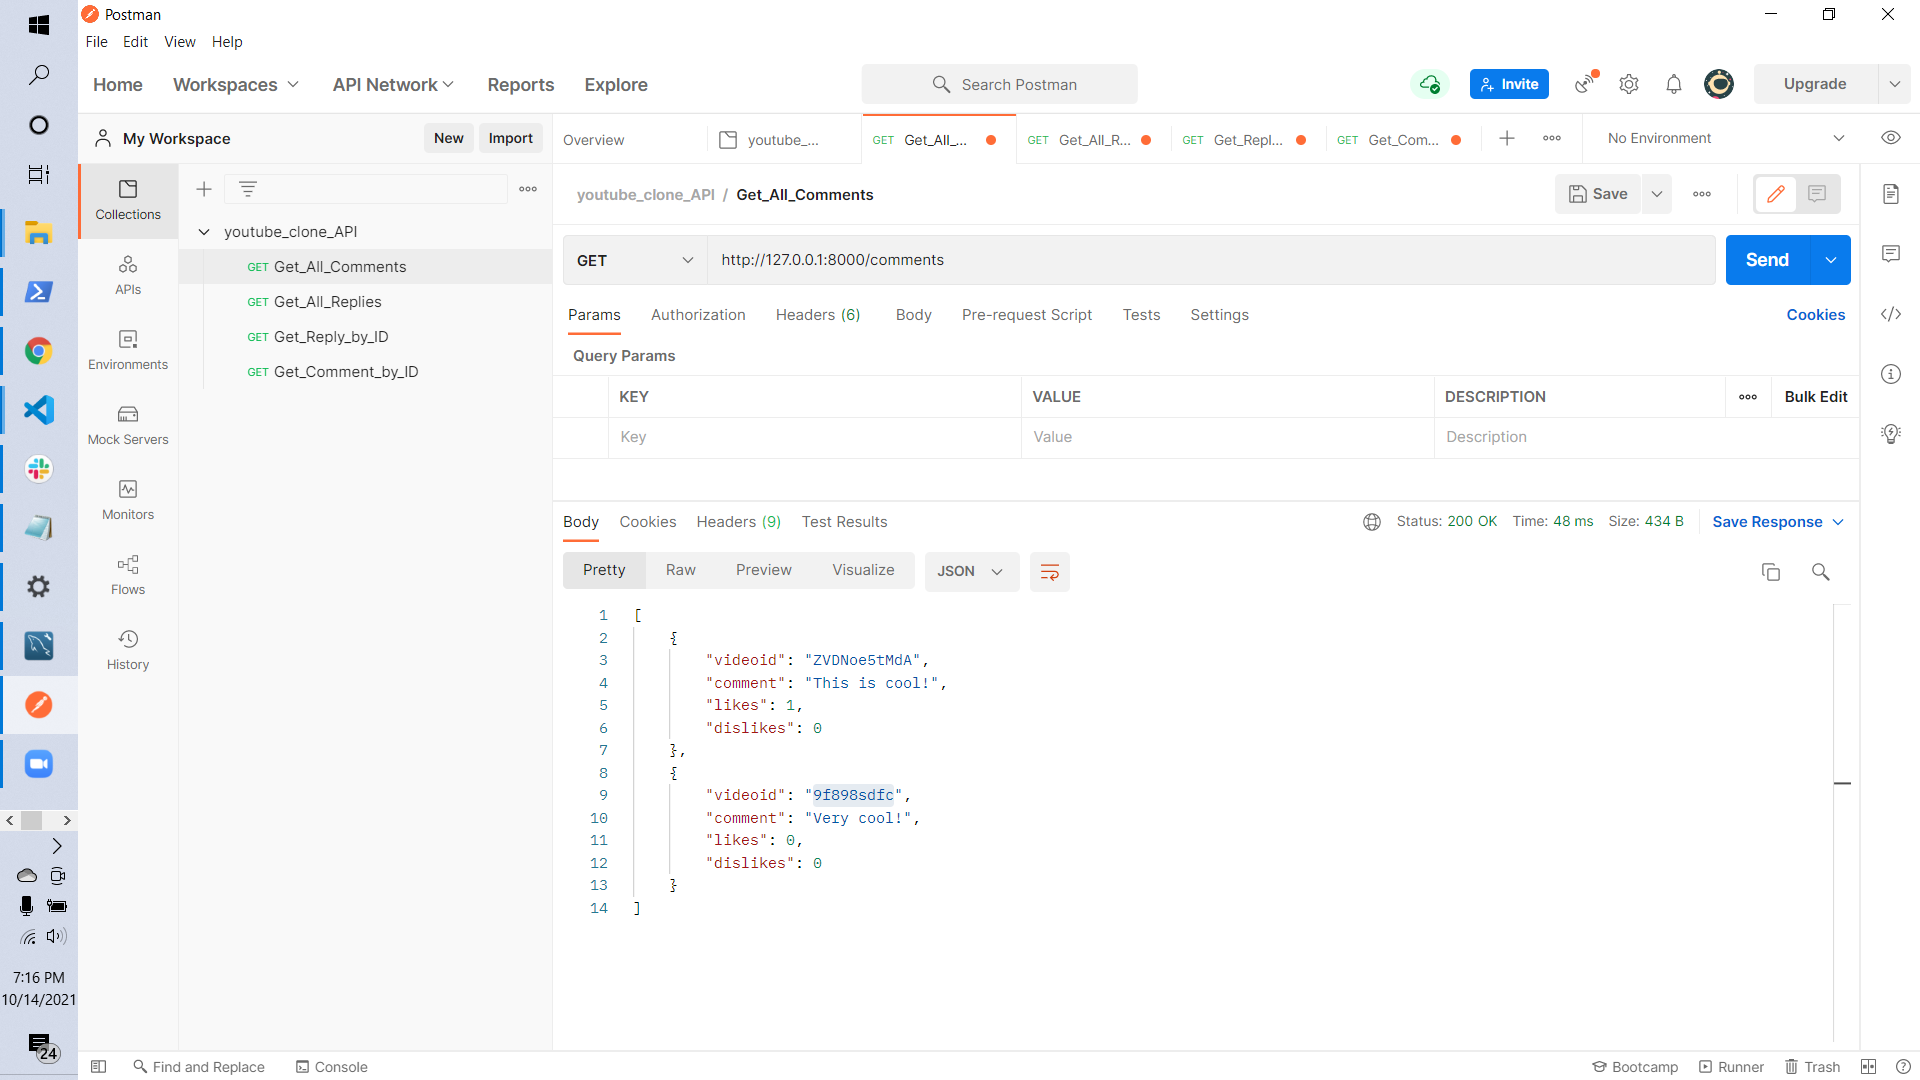 Postman
File Edit View Help
Home Workspaces API Network Reports Explore
Search Postman
Invite
Upgrade
My Workspace New Import
Overview youtube_... GET Get_All_... GET Get_All_R... GET Get_Repl... GET Get_Com... No Environment
Collections
APIs
Environments
Mock Servers
Monitors
Flows
History
youtube_clone_API
GET Get_All_Comments
GET Get_All_Replies
GET Get_Reply_by_ID
GET Get_Comment_by_ID
youtube_clone_API / Get_All_Comments
Save
GET http://127.0.0.1:8000/comments Send
Params Authorization Headers (6) Body Pre-request Script Tests Settings Cookies
Query Params
KEY VALUE DESCRIPTION Bulk Edit
Key Value Description
Body Cookies Headers (9) Test Results Status: 200 OK Time: 48 ms Size: 434 B Save Response
Pretty Raw Preview Visualize JSON
1 [
2 {
3 "videoid": "ZVDNoe5tMdA",
4 "comment": "This is cool!",
5 "likes": 1,
6 "dislikes": 0
7 },
8 {
9 "videoid": "9f898sdfc",
10 "comment": "Very cool!",
11 "likes": 0,
12 "dislikes": 0
13 }
14 ]
7:16 PM
10/14/2021
24
Find and Replace Console Bootcamp Runner Trash